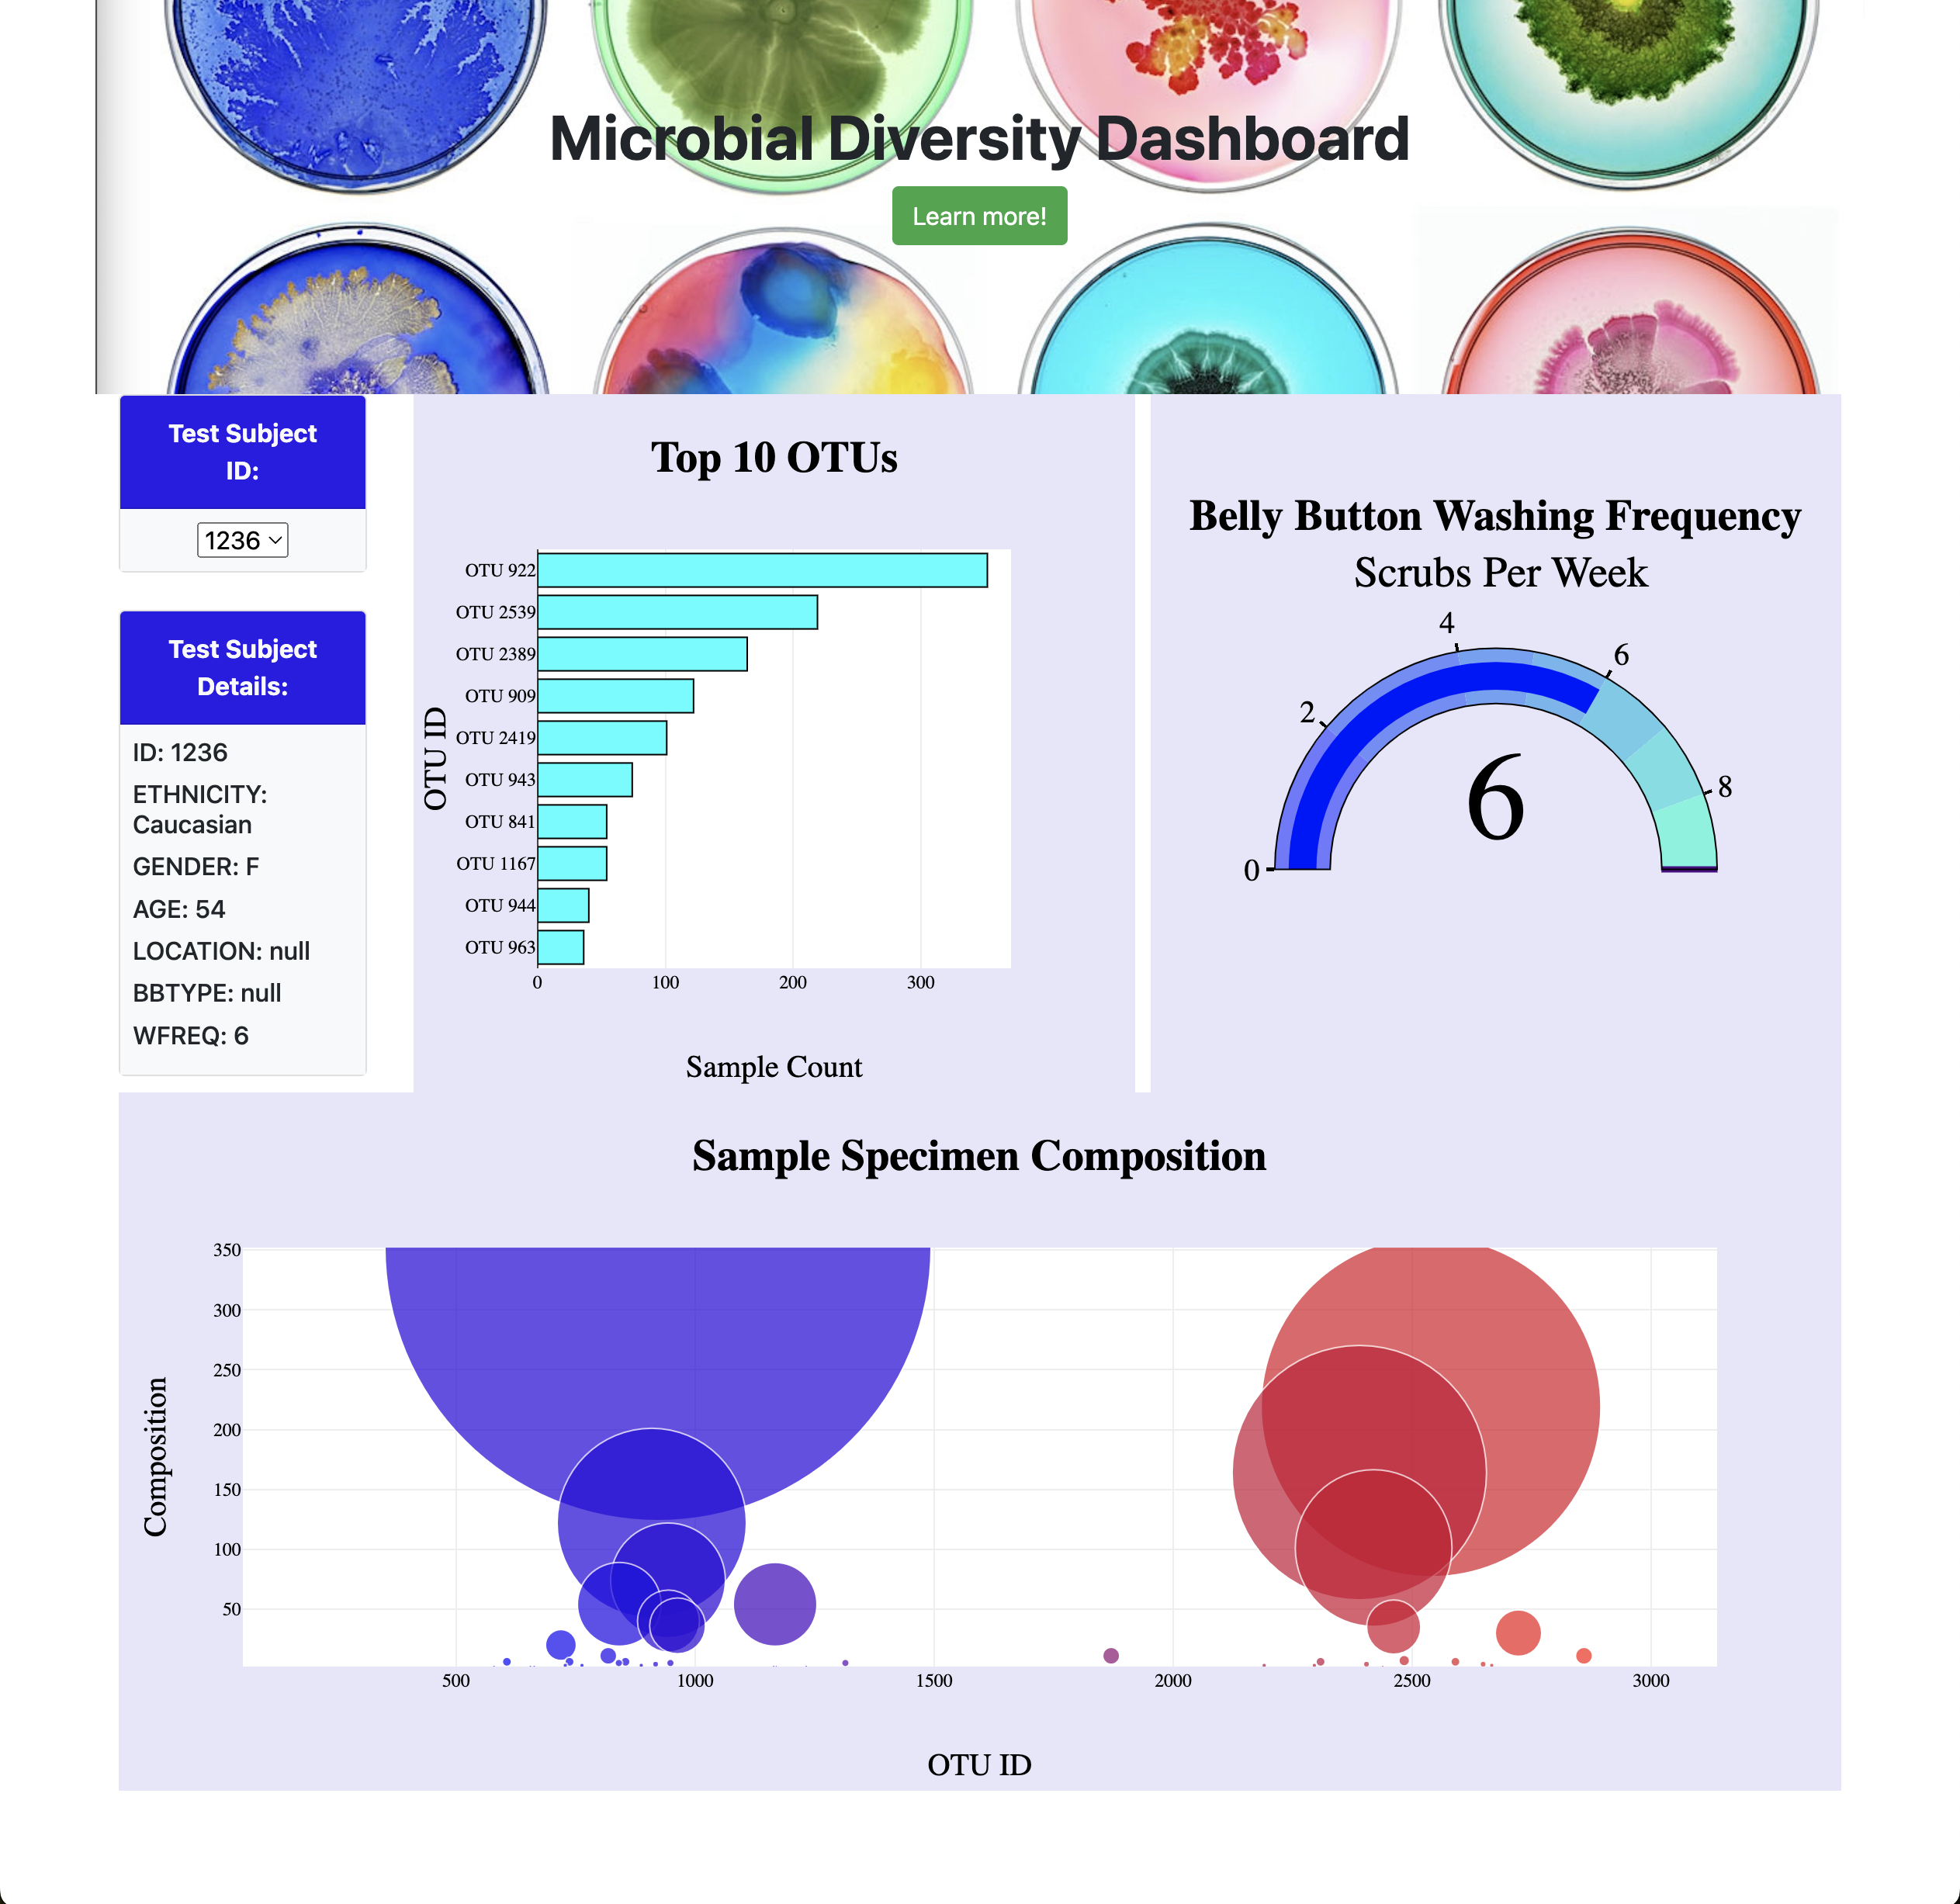 Microbial Diversity Dashboard
Learn more!
Test Subject
ID:
1236
Test Subject
Details:
ID: 1236
ETHNICITY:
Caucasian
GENDER: F
AGE: 54
LOCATION: null
BBTYPE: null
WFREQ: 6
Top 10 OTUs
OTU ID
OTU 922
OTU 2539
OTU 2389
OTU 909
OTU 2419
OTU 943
OTU 841
OTU 1167
OTU 944
OTU 963
0 100 200 300
Sample Count
Belly Button Washing Frequency
Scrubs Per Week
0
2
4
6
8
6
Sample Specimen Composition
Composition
350
300
250
200
150
100
50
500 1000 1500 2000 2500 3000
OTU ID